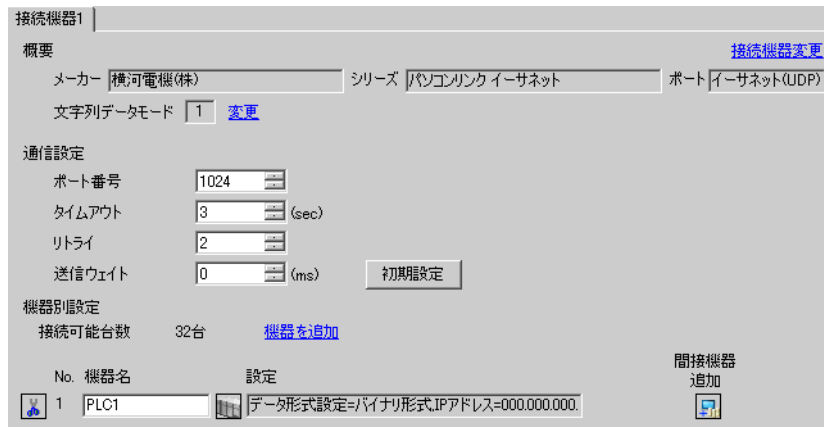 接続機器1
概要 接続機器変更
メーカー 横河電機(株) シリーズ パソコンリンク イーサネット ポート イーサネット(UDP)
文字列データモード 1 変更
通信設定
ポート番号 1024
タイムアウト 3 (sec)
リトライ 2
送信ウェイト 0 (ms) 初期設定
機器別設定
接続可能台数 32台 機器を追加
間接機器
No. 機器名 設定 追加
1 PLC1 データ形式設定=バイナリ形式,IPアドレス=000.000.000.